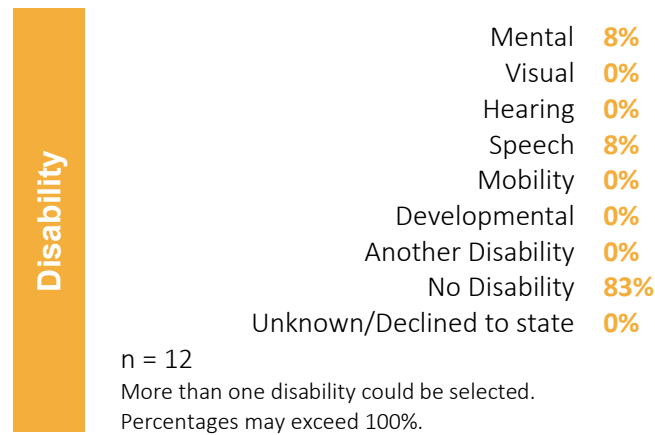 Disability
Mental 8%
Visual 0%
Hearing 0%
Speech 8%
Mobility 0%
Developmental 0%
Another Disability 0%
No Disability 83%
Unknown/Declined to state 0%
n = 12
More than one disability could be selected.
Percentages may exceed 100%.